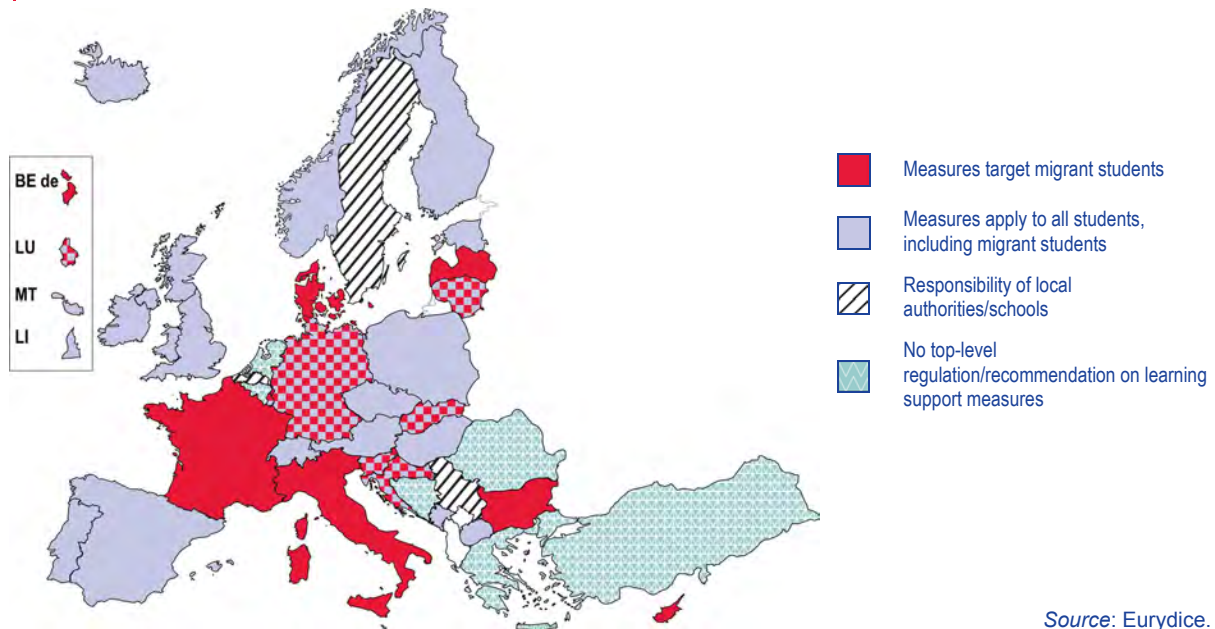 BE de
LU
MT
LI
Measures target migrant students
Measures apply to all students,
including migrant students
Responsibility of local
authorities/schools
No top-level
regulation/recommendation on learning
support measures
Source: Eurydice.